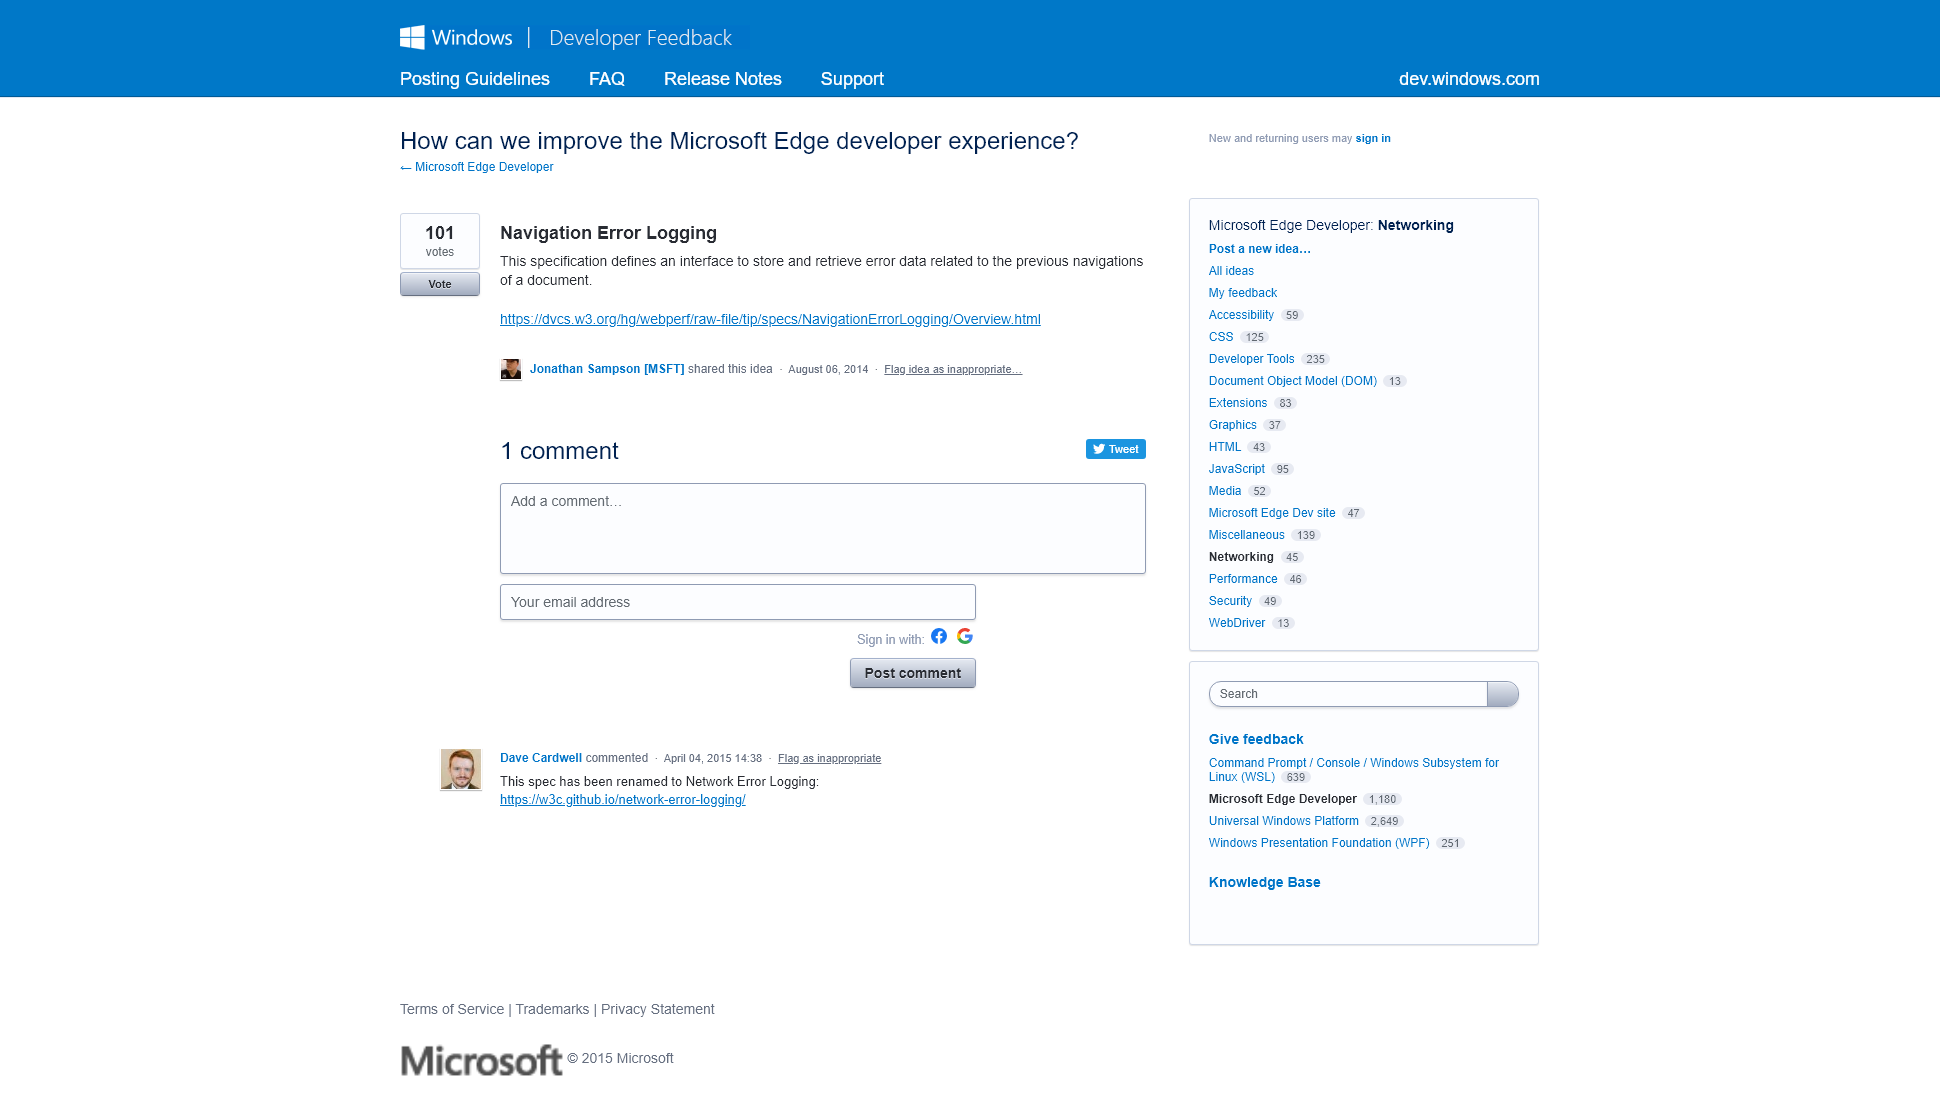 Windows | Developer Feedback
Posting Guidelines FAQ Release Notes Support dev.windows.com
How can we improve the Microsoft Edge developer experience?
← Microsoft Edge Developer
New and returning users may sign in
101
votes
Vote
Navigation Error Logging
This specification defines an interface to store and retrieve error data related to the previous navigations
of a document.
https://dvcs.w3.org/hg/webperf/raw-file/tip/specs/NavigationErrorLogging/Overview.html
Jonathan Sampson [MSFT] shared this idea · August 06, 2014 · Flag idea as inappropriate…
1 comment
Tweet
Add a comment…
Your email address
Sign in with:
Post comment
Dave Cardwell commented · April 04, 2015 14:38 · Flag as inappropriate
This spec has been renamed to Network Error Logging:
https://w3c.github.io/network-error-logging/
Microsoft Edge Developer: Networking
Post a new idea…
All ideas
My feedback
Accessibility 59
CSS 125
Developer Tools 235
Document Object Model (DOM) 13
Extensions 83
Graphics 37
HTML 43
JavaScript 95
Media 52
Microsoft Edge Dev site 47
Miscellaneous 139
Networking 45
Performance 46
Security 49
WebDriver 13
Search
Give feedback
Command Prompt / Console / Windows Subsystem for
Linux (WSL) 639
Microsoft Edge Developer 1,180
Universal Windows Platform 2,649
Windows Presentation Foundation (WPF) 251
Knowledge Base
Terms of Service | Trademarks | Privacy Statement
Microsoft © 2015 Microsoft